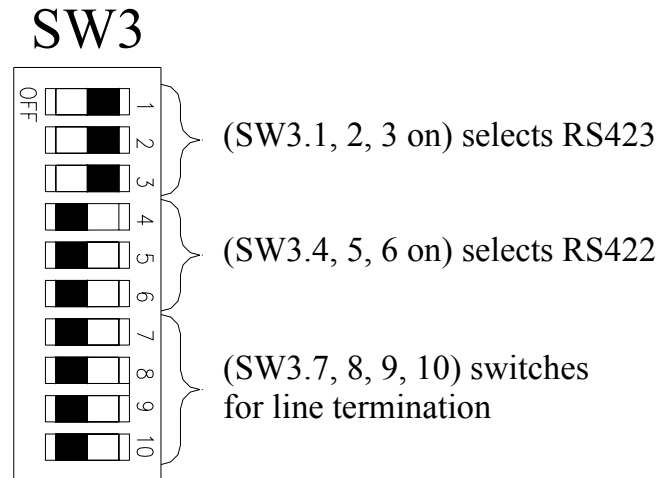 SW3
OFF
1
2
3
(SW3.1, 2, 3 on) selects RS423
4
5
6
(SW3.4, 5, 6 on) selects RS422
7
8
9
10
(SW3.7, 8, 9, 10) switches
for line termination